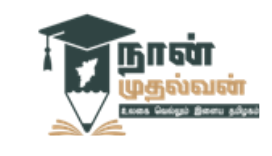 நான்
முதல்வன்
உலகை வெல்லும் இளைய தமிழகம்